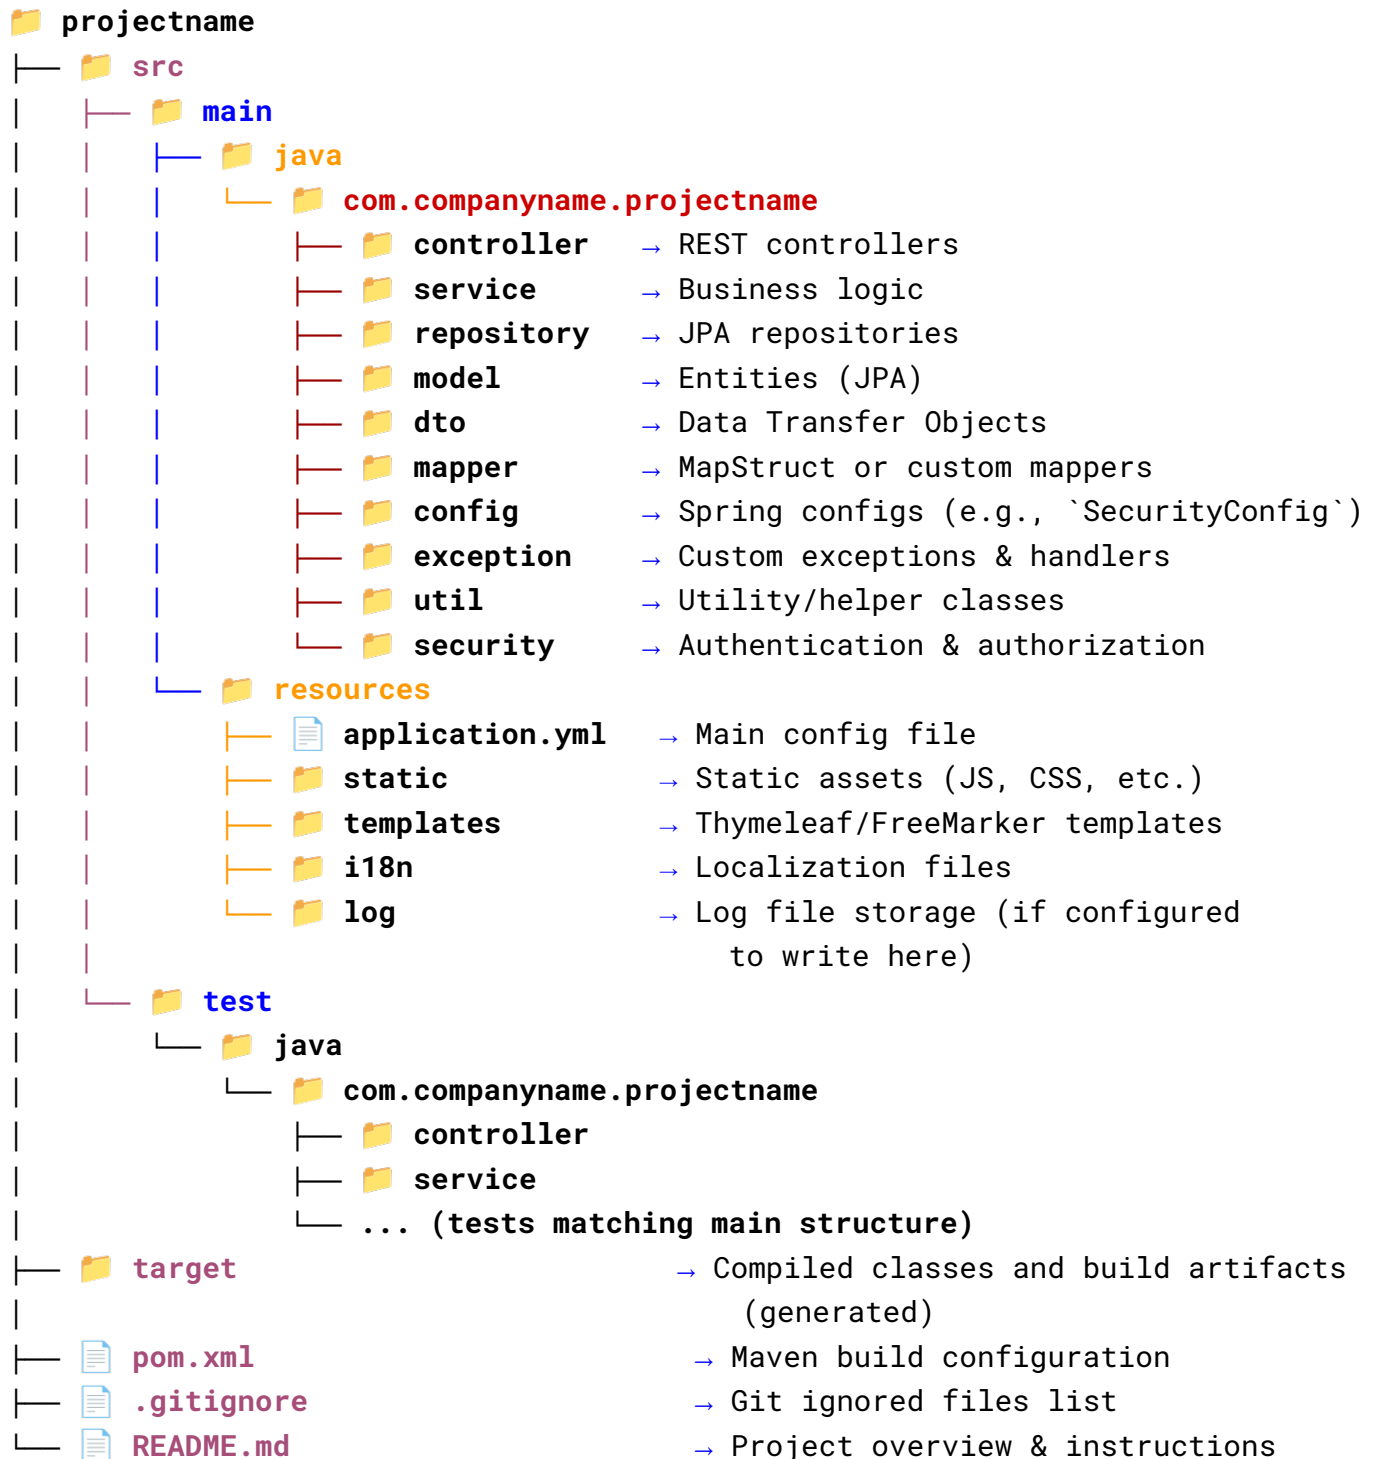 projectname
src
main
java
com.companyname.projectname
controller → REST controllers
service → Business logic
repository → JPA repositories
model → Entities (JPA)
dto → Data Transfer Objects
mapper → MapStruct or custom mappers
config → Spring configs (e.g., `SecurityConfig`)
exception → Custom exceptions & handlers
util → Utility/helper classes
security → Authentication & authorization
resources
application.yml → Main config file
static → Static assets (JS, CSS, etc.)
templates → Thymeleaf/FreeMarker templates
i18n → Localization files
log → Log file storage (if configured
to write here)
test
java
com.companyname.projectname
controller
service
... (tests matching main structure)
target → Compiled classes and build artifacts
(generated)
pom.xml → Maven build configuration
.gitignore → Git ignored files list
README.md → Project overview & instructions